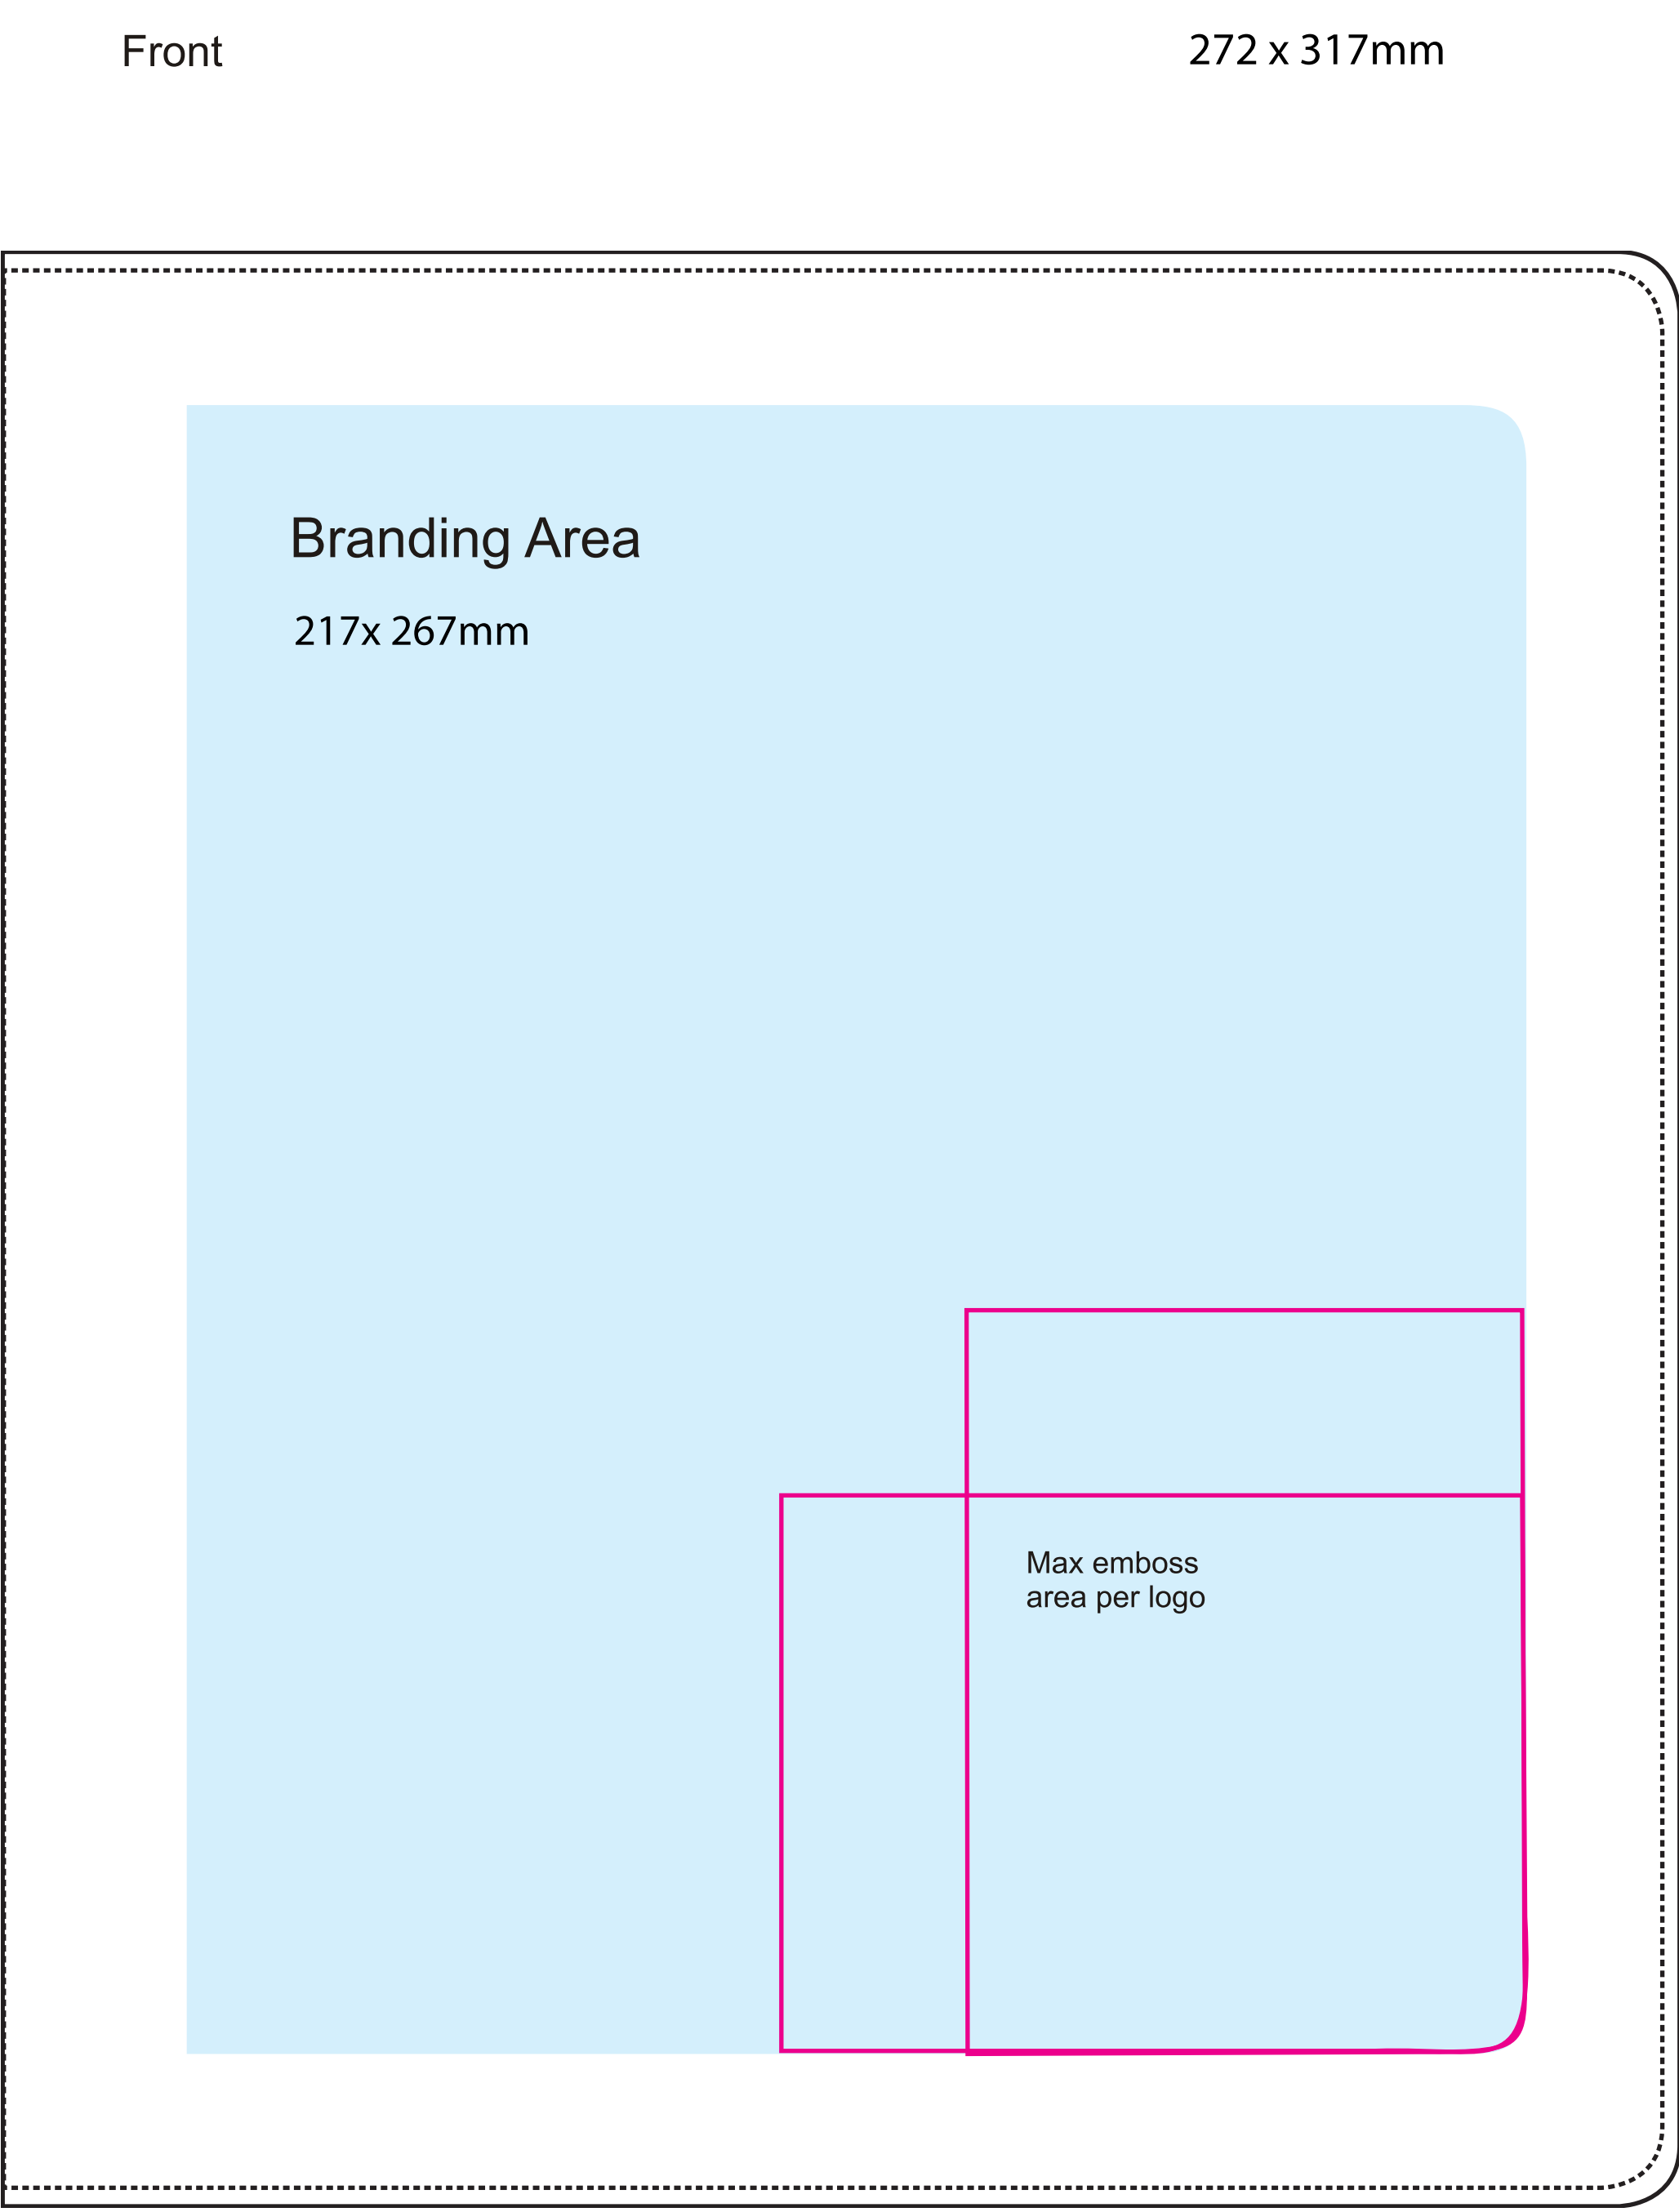 Front
272 x 317mm
Branding Area
217x 267mm
Max emboss
area per logo